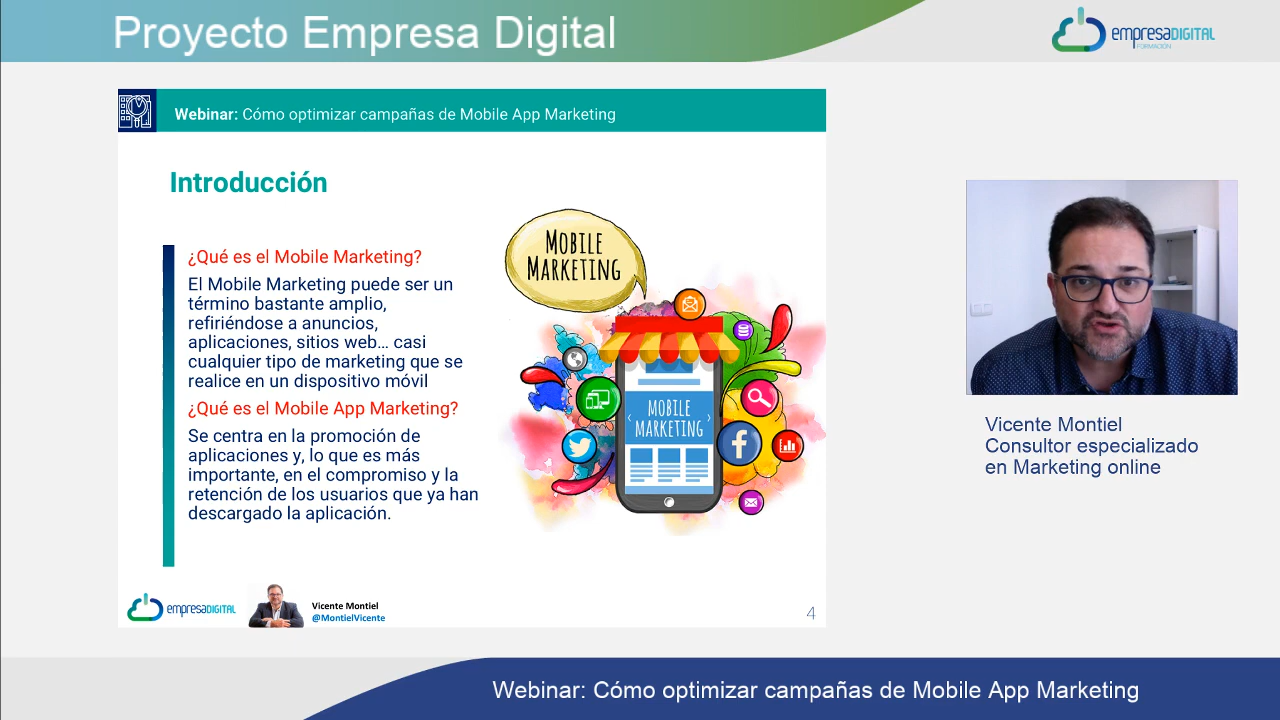 Proyecto Empresa Digital
empresaDIGITAL
FORMACIÓN
Webinar: Cómo optimizar campañas de Mobile App Marketing
Introducción
¿Qué es el Mobile Marketing?
El Mobile Marketing puede ser un
término bastante amplio,
refiriéndose a anuncios,
aplicaciones, sitios web... casi
cualquier tipo de marketing que se
realice en un dispositivo móvil
¿Qué es el Mobile App Marketing?
Se centra en la promoción de
aplicaciones y, lo que es más
importante, en el compromiso y la
retención de los usuarios que ya han
descargado la aplicación.
MOBILE
MARKETING
MOBILE
MARKETING
Vicente Montiel
Consultor especializado
en Marketing online
empresaDIGITAL
Vicente Montiel
@MontielVicente
4
Webinar: Cómo optimizar campañas de Mobile App Marketing